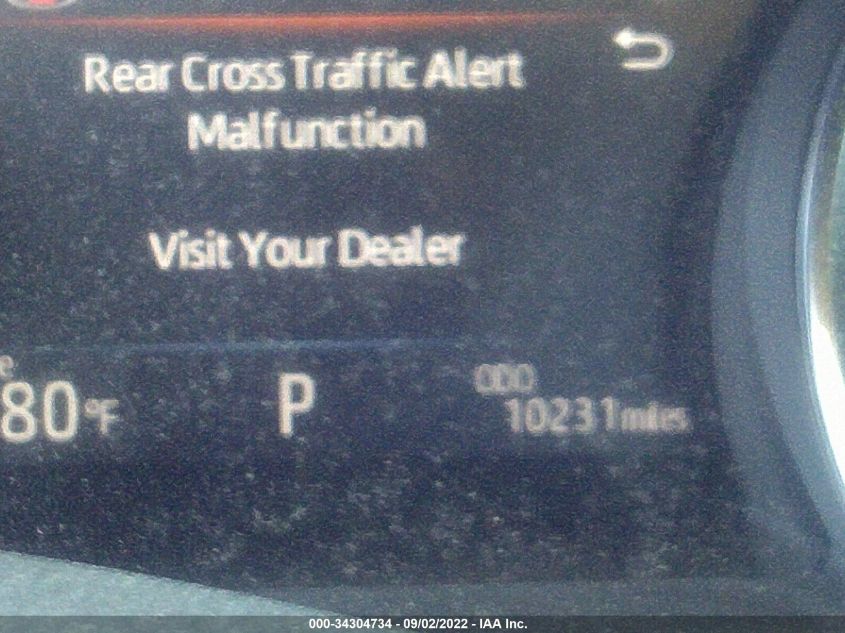 Rear Cross Traffic Alert
Malfunction
Visit Your Dealer
80°F P ODO
10231 miles
000-34304734 - 09/02/2022 - IAA Inc.